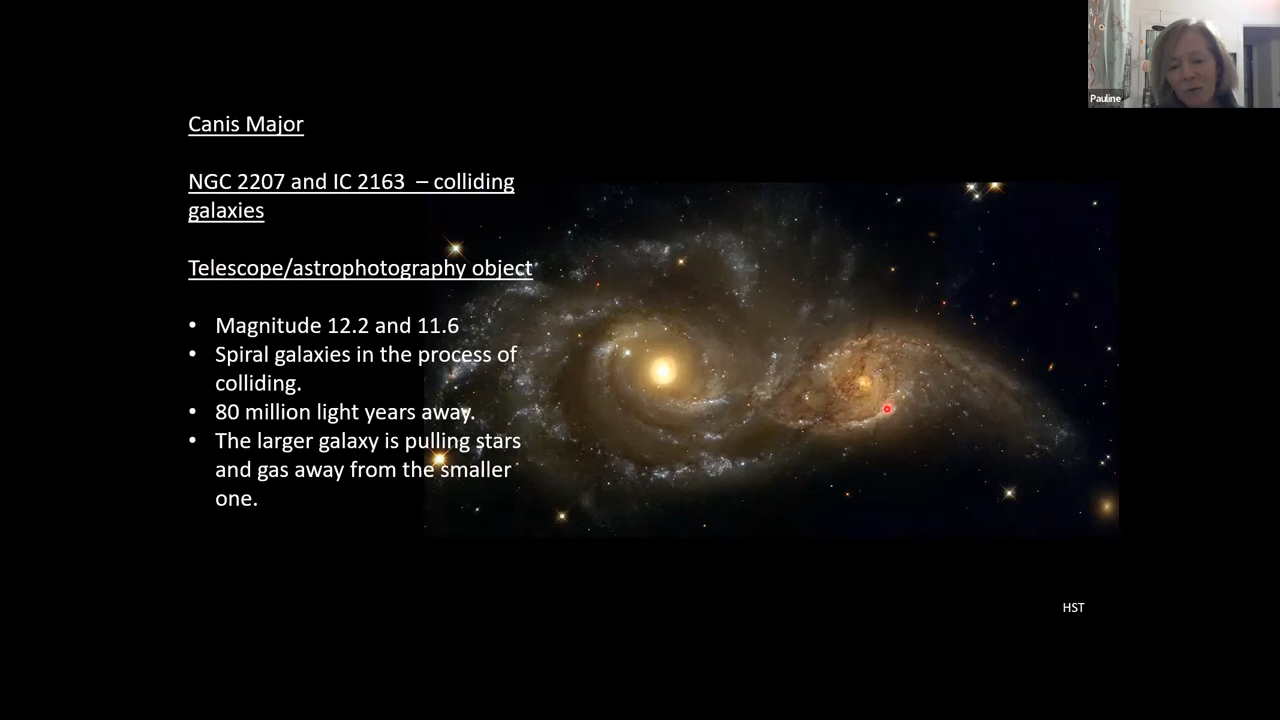 Pauline
Canis Major
NGC 2207 and IC 2163 – colliding
galaxies
Telescope/astrophotography object
• Magnitude 12.2 and 11.6
• Spiral galaxies in the process of
colliding.
• 80 million light years away.
• The larger galaxy is pulling stars
and gas away from the smaller
one.
HST